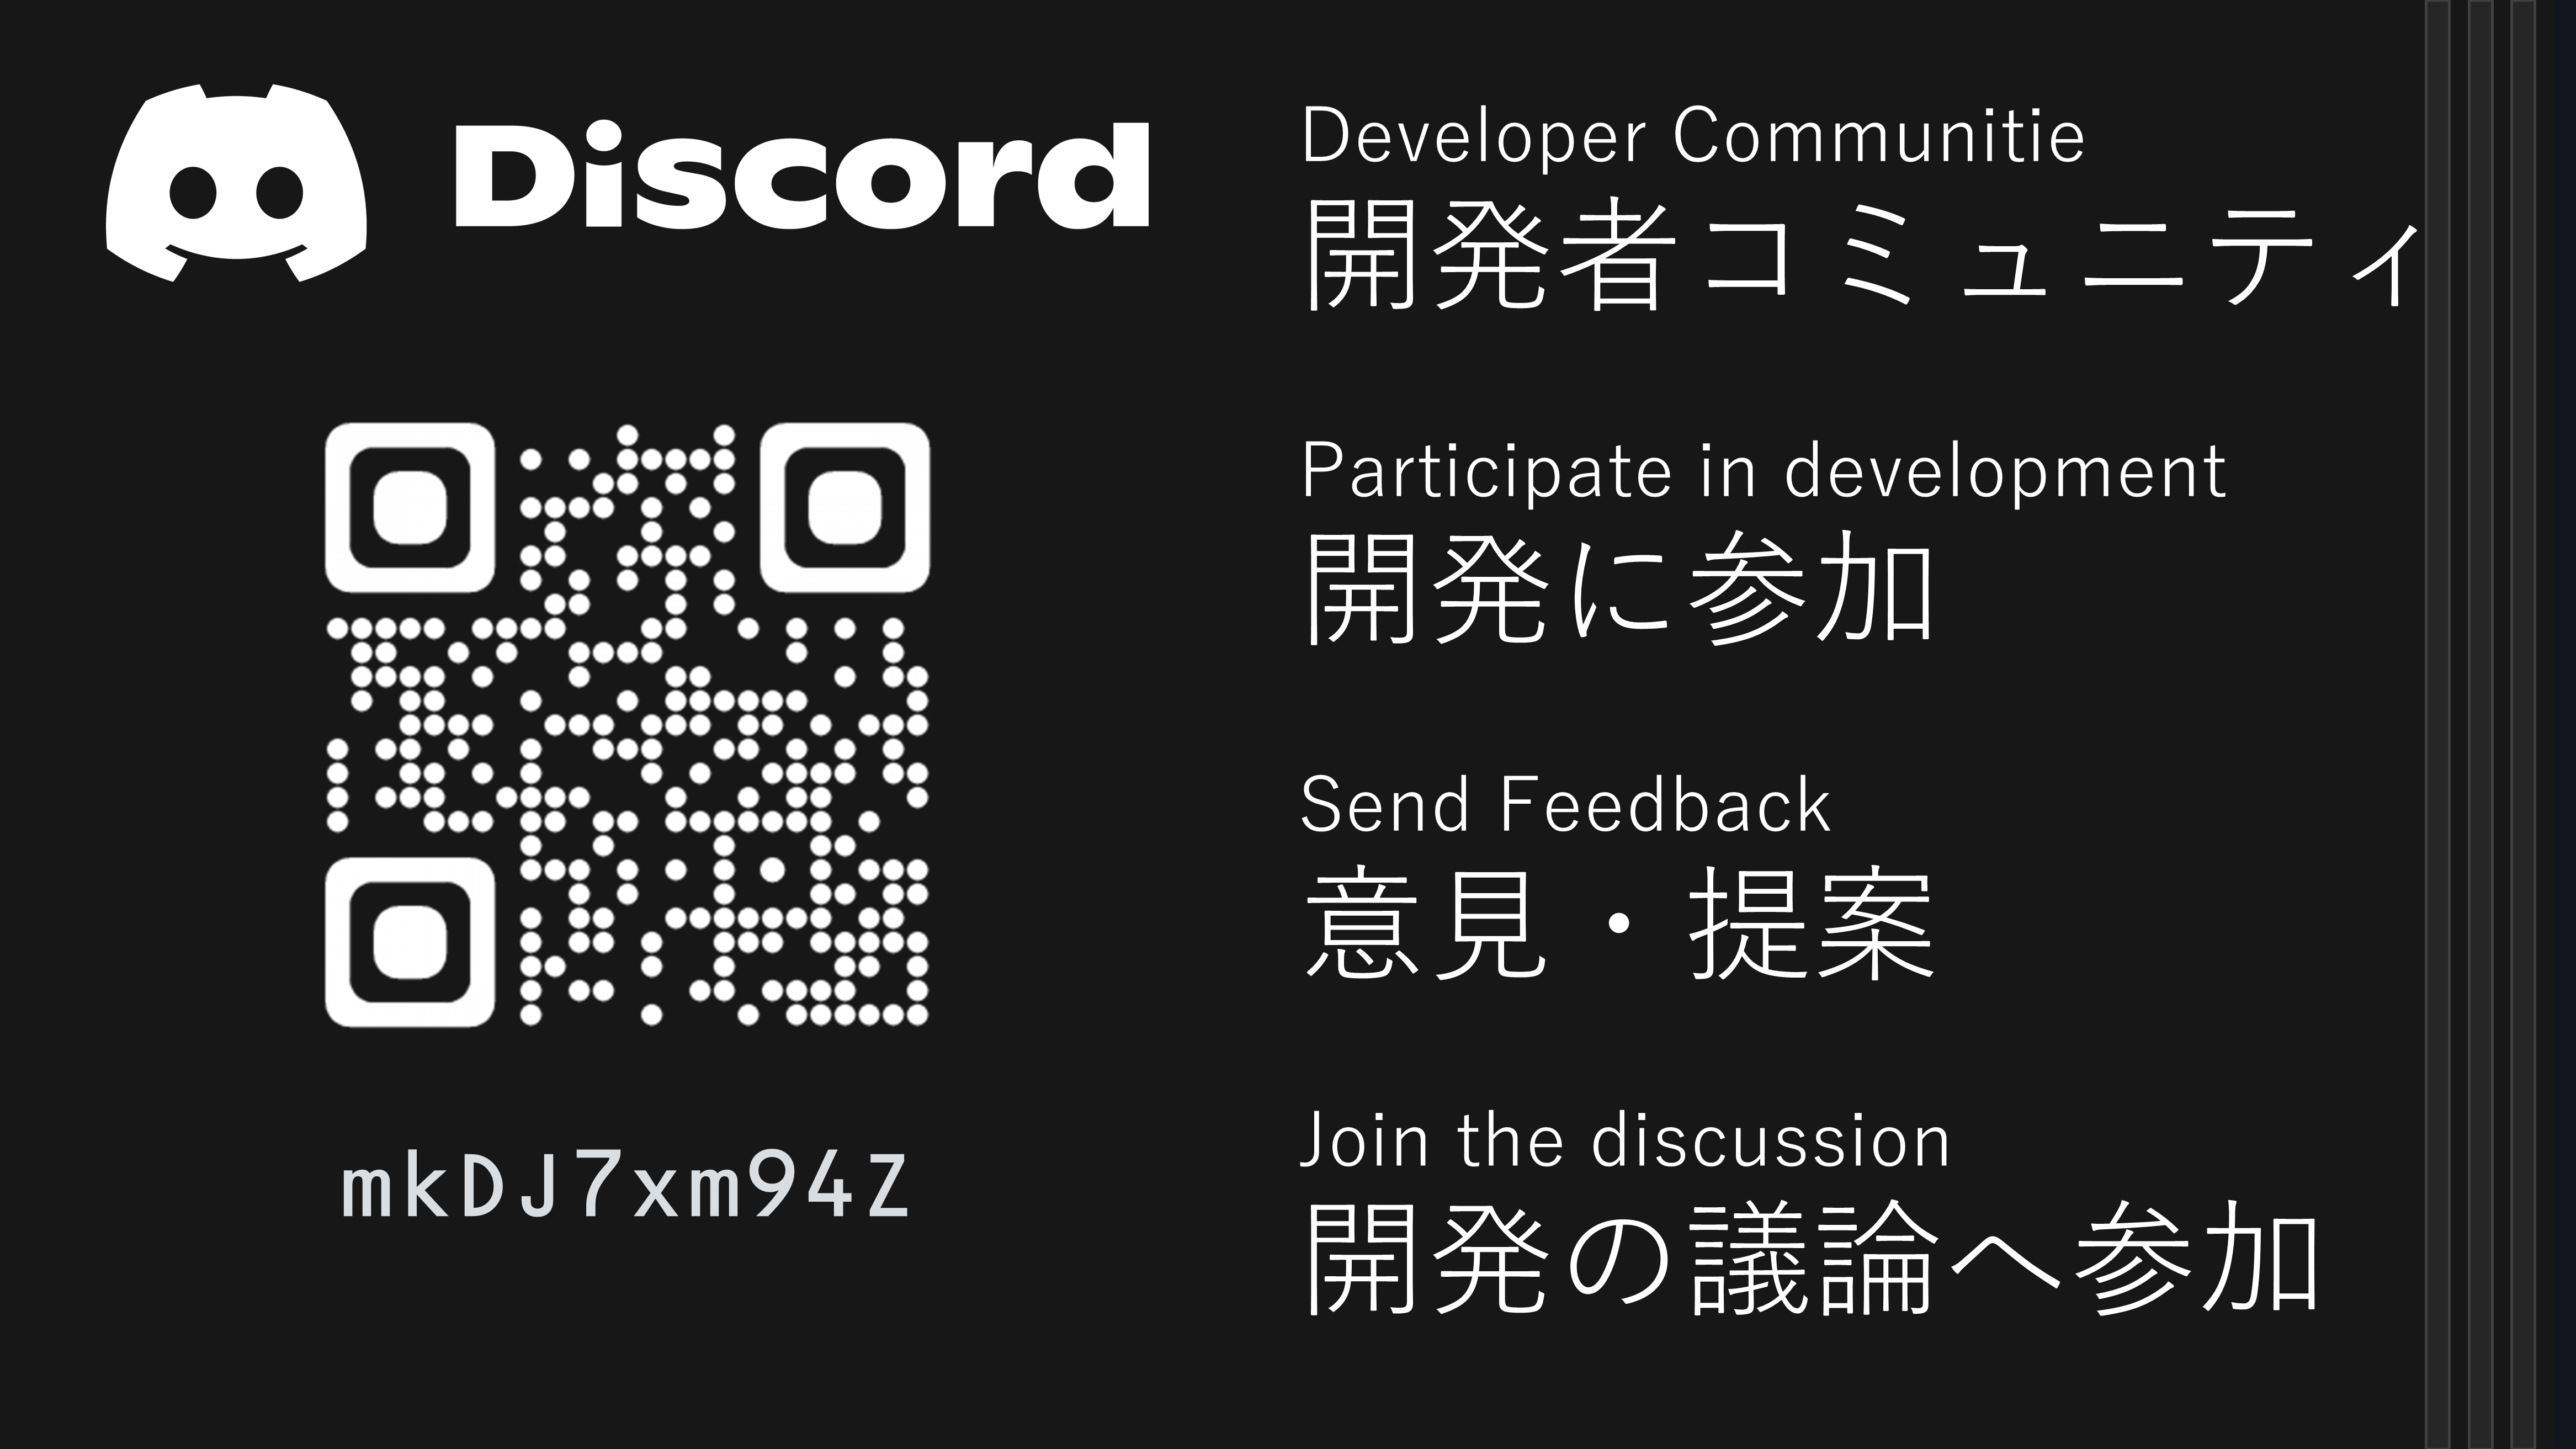 Discord
mkDJ7xm94Z
Developer Communitie
開発者コミュニティ
Participate in development
開発に参加
Send Feedback
意見・提案
Join the discussion
開発の議論へ参加